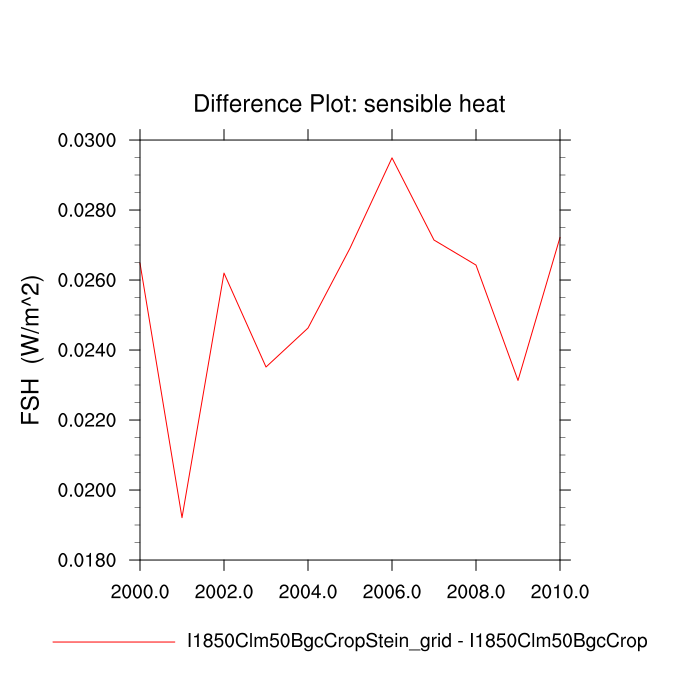 Difference Plot: sensible heat
0.0300
0.0280
0.0260
0.0240
0.0220
0.0200
0.0180
FSH (W/m^2)
2000.0 2002.0 2004.0 2006.0 2008.0 2010.0
I1850Clm50BgcCropStein_grid - I1850Clm50BgcCrop